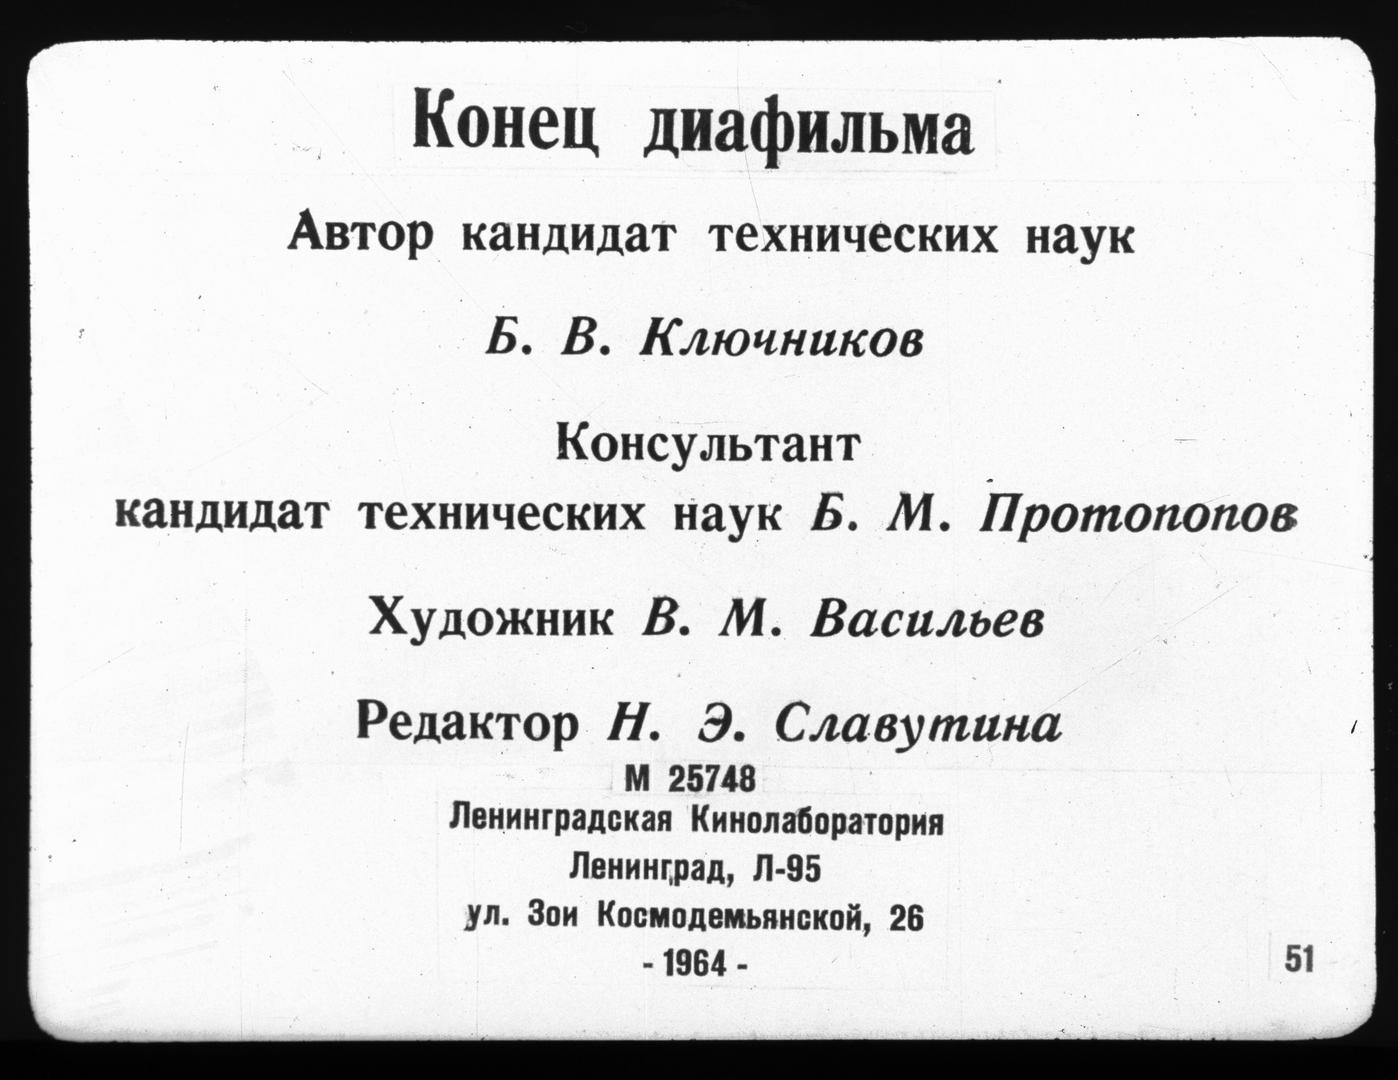 Конец диафильма
Автор кандидат технических наук
Б. В. Ключников
Консультант
кандидат технических наук Б. М. Протопопов
Художник В. М. Васильев
Редактор Н. Э. Славутина
М 25748
Ленинградская Кинолаборатория
Ленинград, Л-95
ул. Зои Космодемьянской, 26
- 1964 -
51